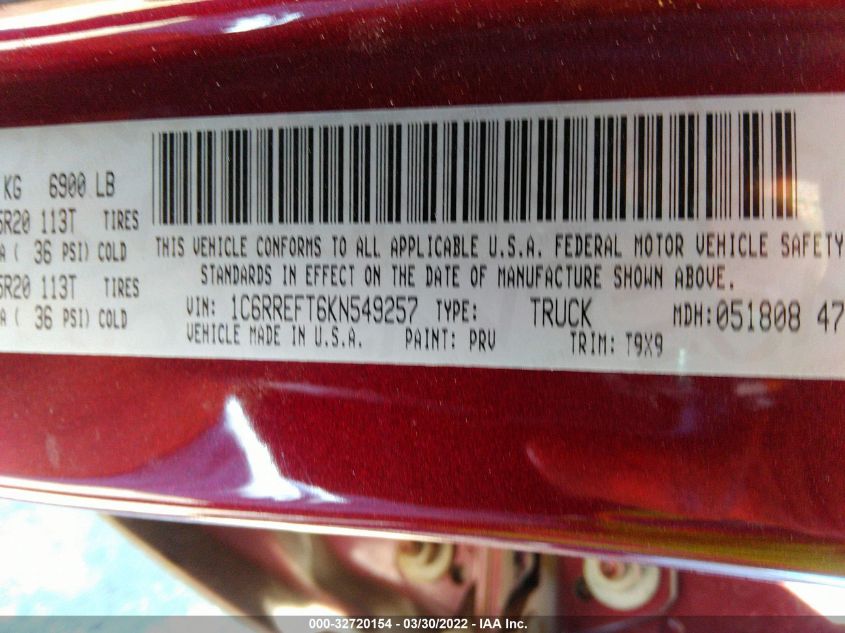 KG 6900 LB
5R20 113T TIRES
A ( 36 PSI) COLD
5R20 113T TIRES
A ( 36 PSI) COLD
THIS VEHICLE CONFORMS TO ALL APPLICABLE U.S.A. FEDERAL MOTOR VEHICLE SAFETY
STANDARDS IN EFFECT ON THE DATE OF MANUFACTURE SHOWN ABOVE.
VIN: 1C6RREFT6KN549257 TYPE: TRUCK MDH:051808 47
VEHICLE MADE IN U.S.A. PAINT: PRV TRIM: T9X9
000-32720154 — 03/30/2022 — IAA Inc.